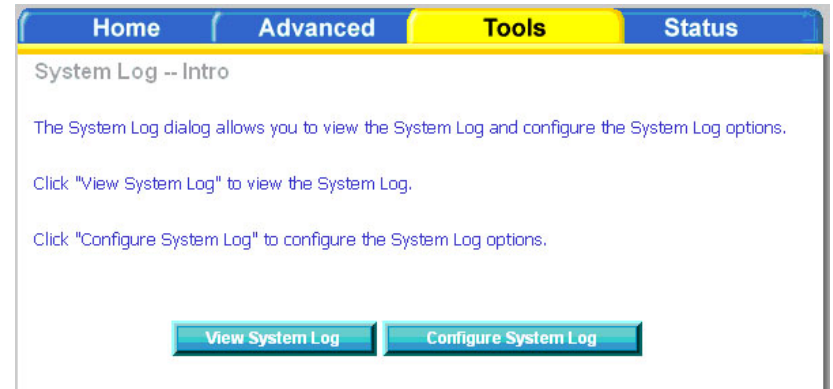 Home Advanced Tools Status
System Log -- Intro
The System Log dialog allows you to view the System Log and configure the System Log options.
Click "View System Log" to view the System Log.
Click "Configure System Log" to configure the System Log options.
View System Log Configure System Log